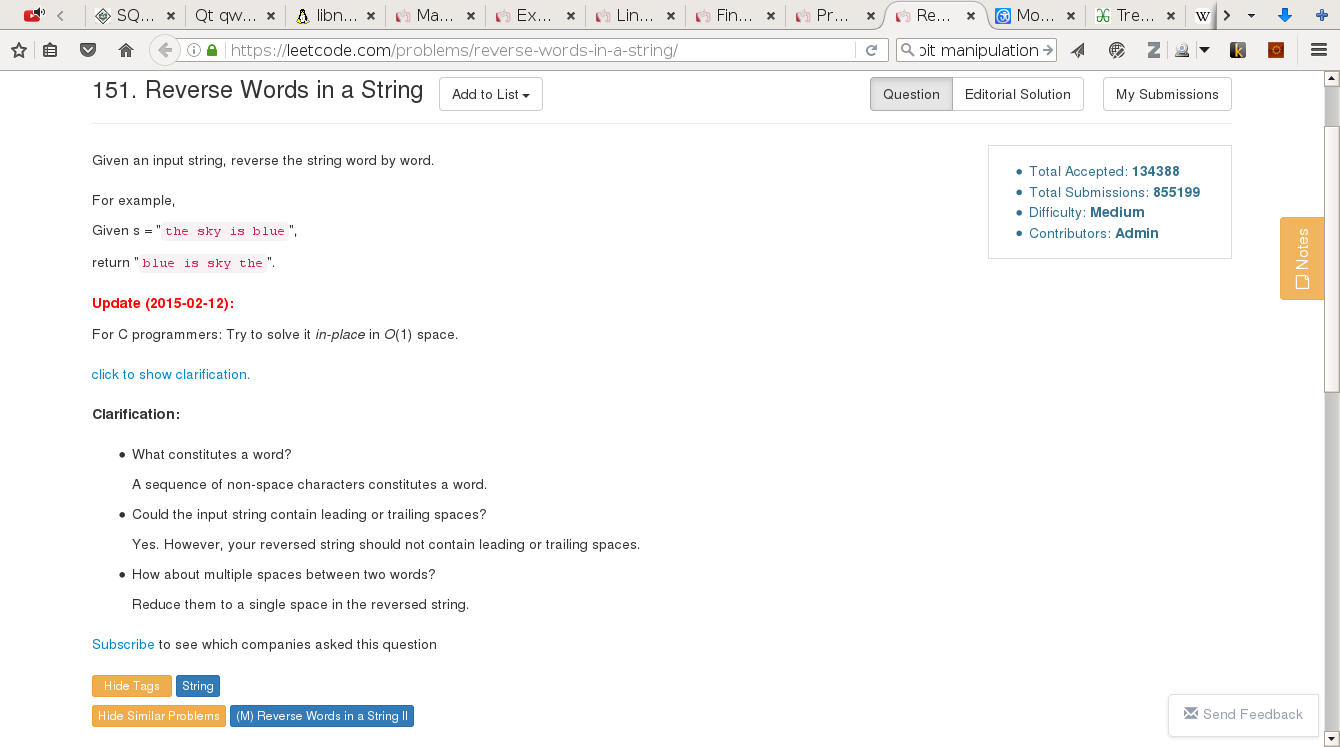 SQ... Qt qw... libn... Ma... Ex... Lin... Fin... Pr... Re... Mo... Tre... W
https://leetcode.com/problems/reverse-words-in-a-string/ bit manipulation
151. Reverse Words in a String Add to List Question Editorial Solution My Submissions
Given an input string, reverse the string word by word.
For example,
Given s = "the sky is blue",
return "blue is sky the".
Total Accepted: 134388
Total Submissions: 855199
Difficulty: Medium
Contributors: Admin
Notes
Update (2015-02-12):
For C programmers: Try to solve it in-place in O(1) space.
click to show clarification.
Clarification:
What constitutes a word?
A sequence of non-space characters constitutes a word.
Could the input string contain leading or trailing spaces?
Yes. However, your reversed string should not contain leading or trailing spaces.
How about multiple spaces between two words?
Reduce them to a single space in the reversed string.
Subscribe to see which companies asked this question
Hide Tags String
Hide Similar Problems (M) Reverse Words in a String II
Send Feedback